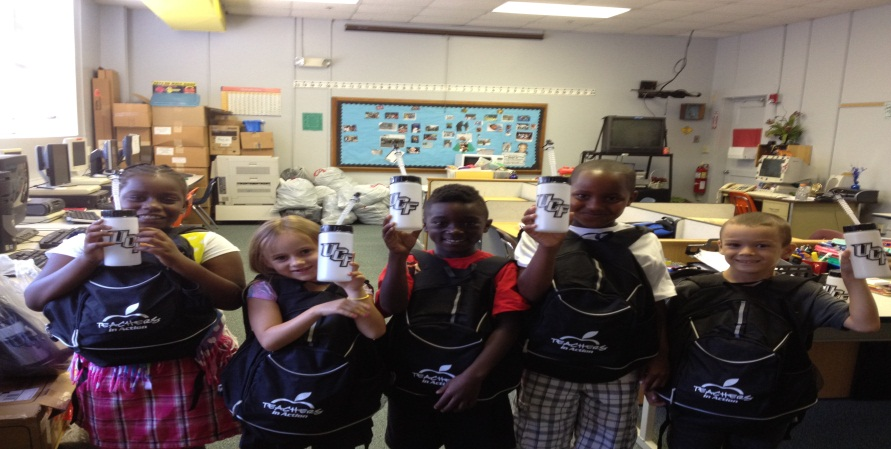 UCF
UCF
UCF
UCF
UCF
TEACHERS
In Action
TEACHERS
In Action
TEACHERS
In Action
TEACHERS
In Action
TEACHERS
In Action